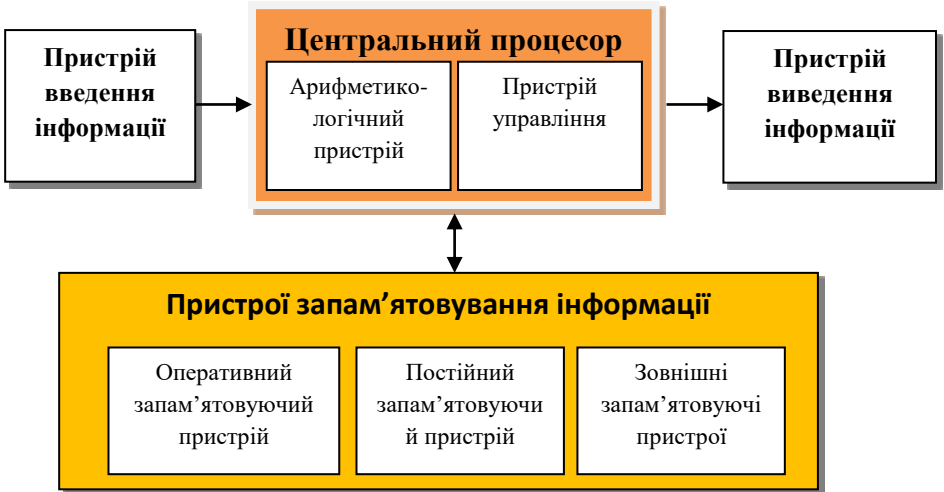 Пристрій
введення
інформації
Центральний процесор
Арифметико-
логічний
пристрій
Пристрій
управління
Пристрій
виведення
інформації
Пристрої запам’ятовування інформації
Оперативний
запам’ятовуючий
пристрій
Постійний
запам’ятовуючи
й пристрій
Зовнішні
запам’ятовуючі
пристрої